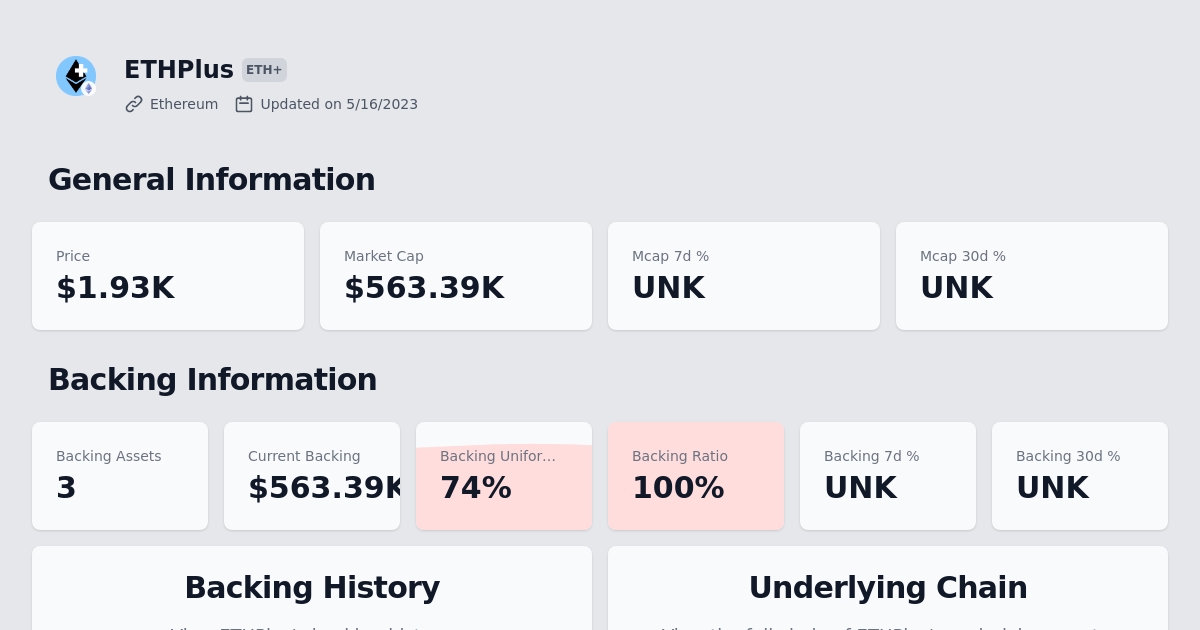 ETHPlus ETH+
Ethereum Updated on 5/16/2023
General Information
Price Market Cap Mcap 7d % Mcap 30d %
$1.93K $563.39K UNK UNK
Backing Information
Backing Assets Current Backing Backing Unifor... Backing Ratio Backing 7d % Backing 30d %
3 $563.39K 74% 100% UNK UNK
Backing History Underlying Chain